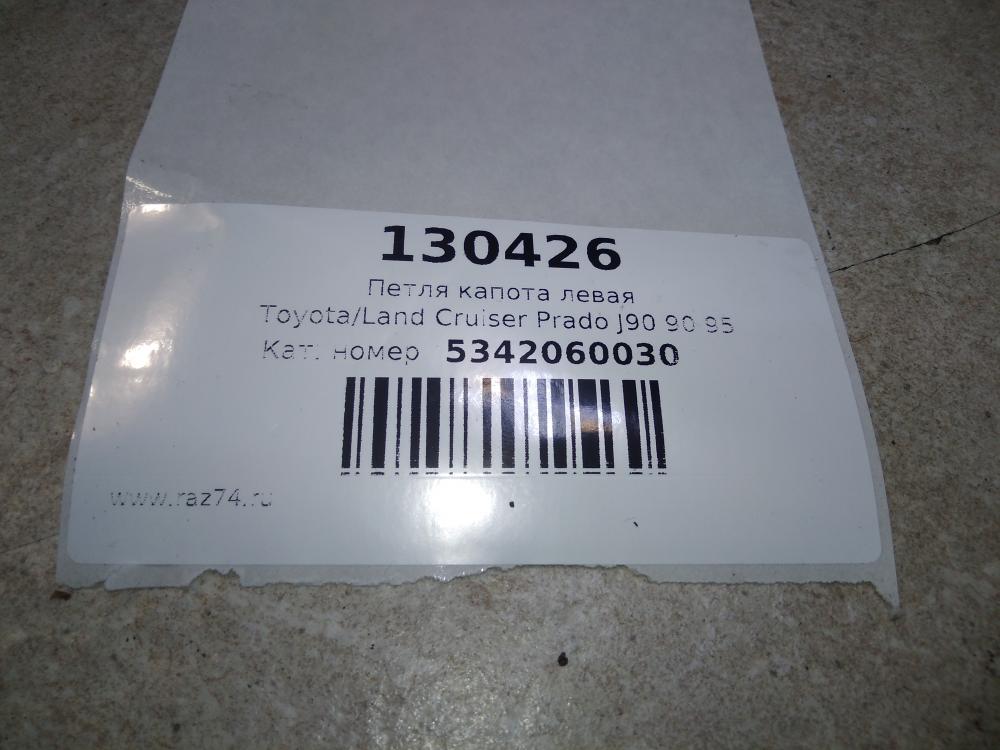 130426
Петля капота левая
Toyota/Land Cruiser Prado J90 90 95
Кат. номер 5342060030
www.raz74.ru